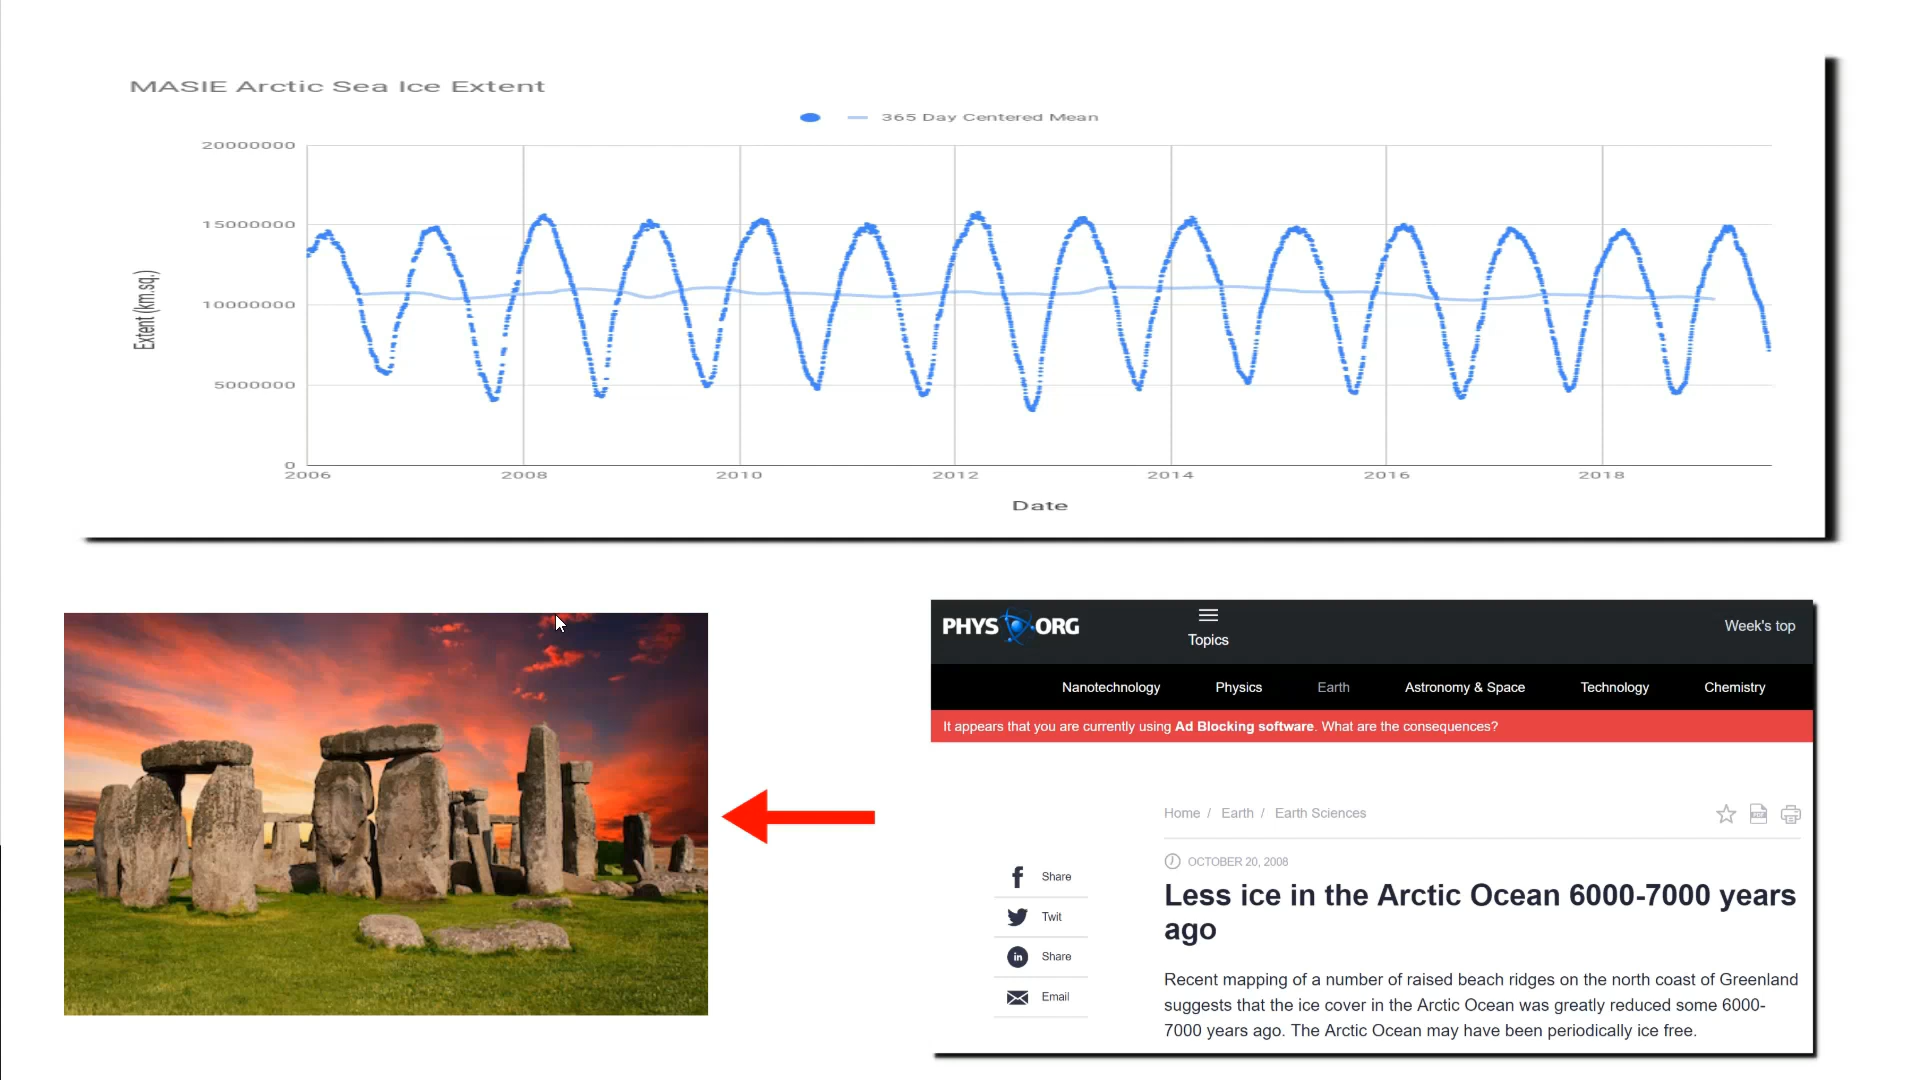 MASIE Arctic Sea Ice Extent
365 Day Centered Mean
20000000
15000000
10000000
5000000
0
Extent (km.sq.)
2006 2008 2010 2012 2014 2016 2018
Date
PHYS ORG
Topics
Week's top
Nanotechnology Physics Earth Astronomy & Space Technology Chemistry
It appears that you are currently using Ad Blocking software. What are the consequences?
Home / Earth / Earth Sciences
PDF
OCTOBER 20, 2008
Less ice in the Arctic Ocean 6000-7000 years
ago
Recent mapping of a number of raised beach ridges on the north coast of Greenland
suggests that the ice cover in the Arctic Ocean was greatly reduced some 6000-
7000 years ago. The Arctic Ocean may have been periodically ice free.
f Share
Twit
in Share
Email